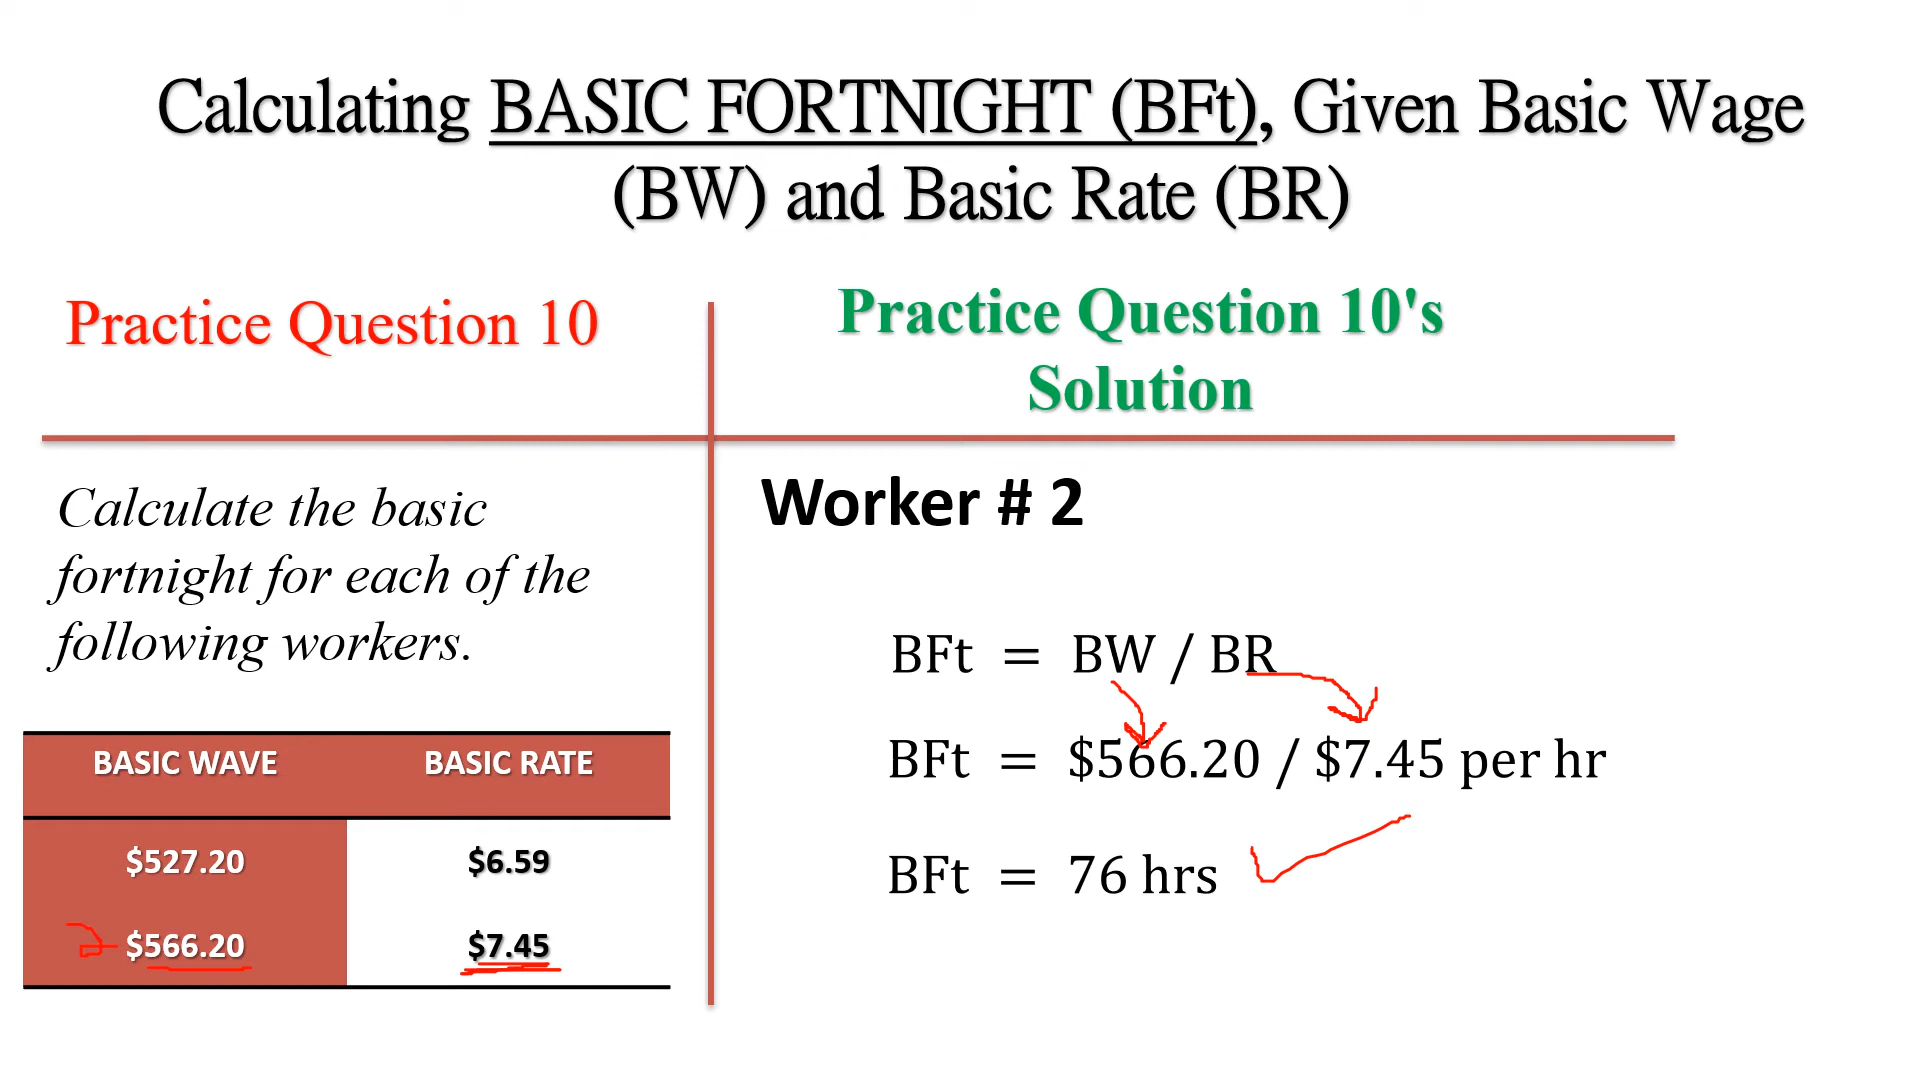 Calculating BASIC FORTNIGHT (BFt), Given Basic Wage
(BW) and Basic Rate (BR)
Practice Question 10
Practice Question 10's
Solution
Calculate the basic
fortnight for each of the
following workers.
BASIC WAVE BASIC RATE
$527.20 $6.59
$566.20 $7.45
Worker # 2
BFt = BW / BR
BFt = $566.20 / $7.45 per hr
BFt = 76 hrs